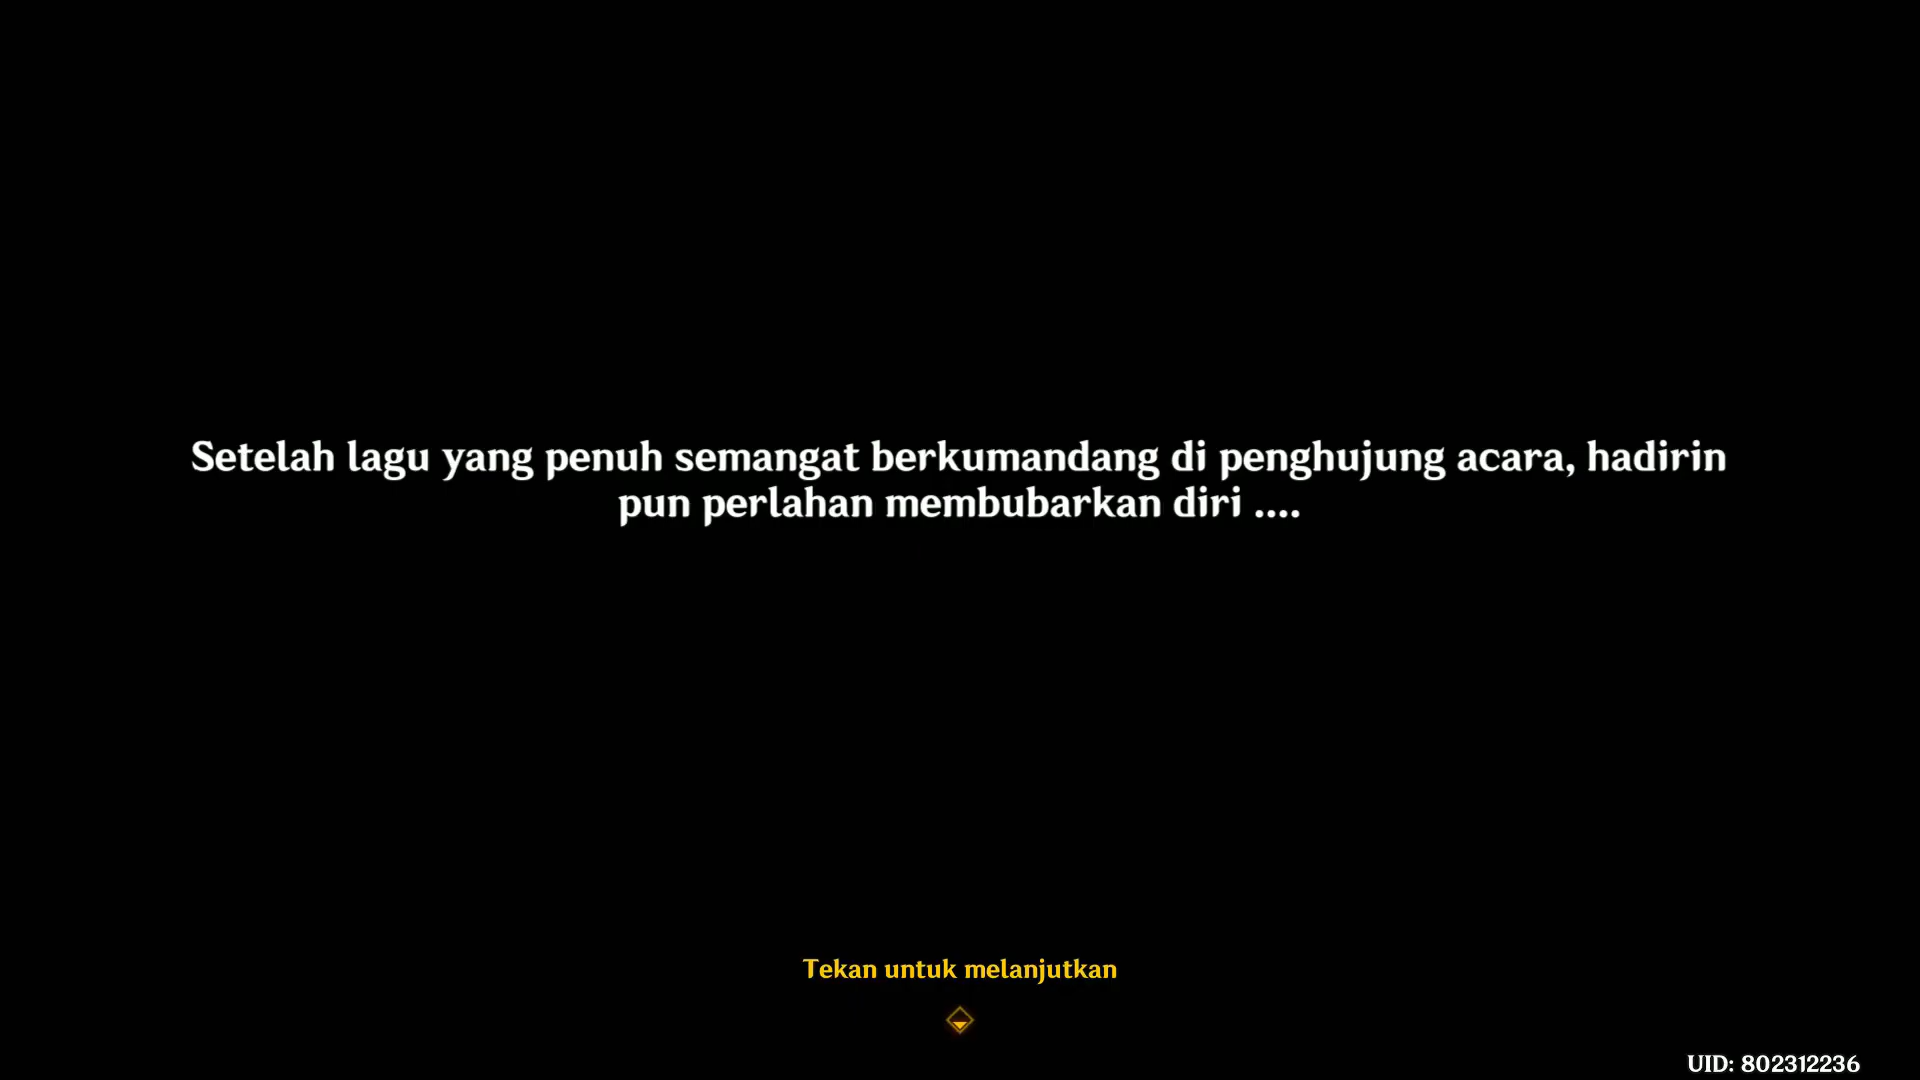 Setelah lagu yang penuh semangat berkumandang di penghujung acara, hadirin
pun perlahan membubarkan diri ....
Tekan untuk melanjutkan
UID: 802312236